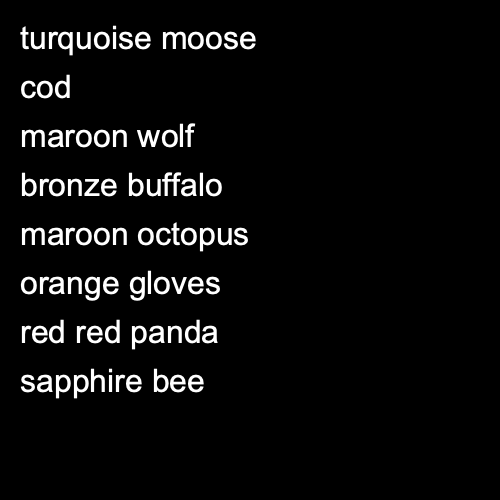 turquoise moose
cod
maroon wolf
bronze buffalo
maroon octopus
orange gloves
red red panda
sapphire bee